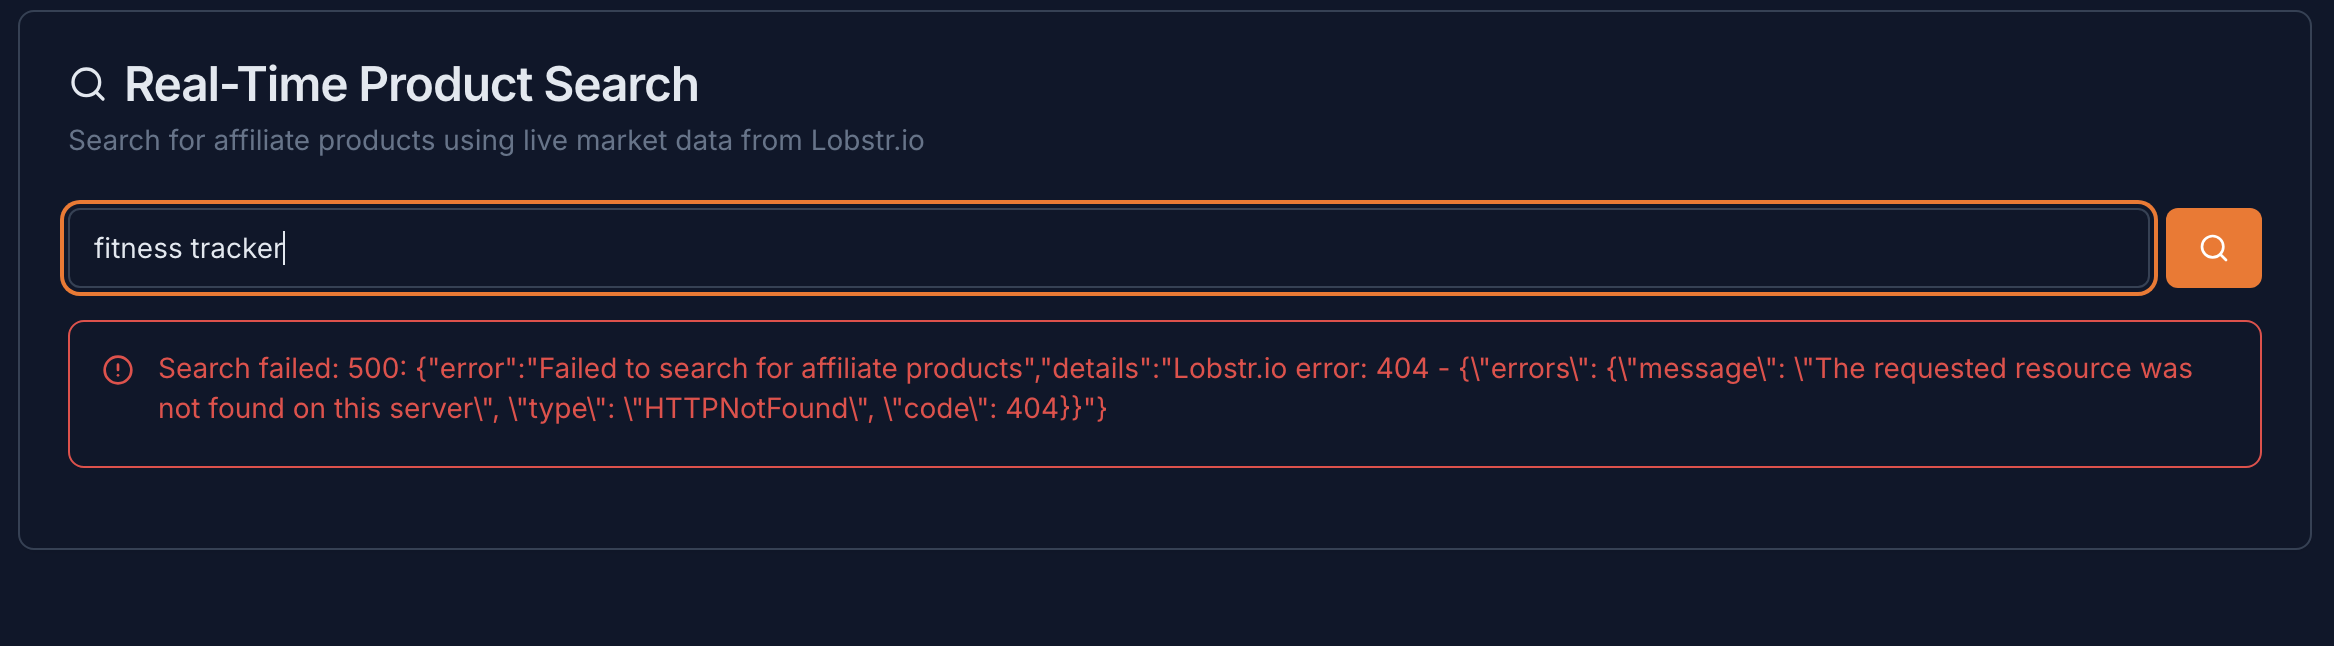 Real-Time Product Search
Search for affiliate products using live market data from Lobstr.io
fitness tracker
Search failed: 500: {"error":"Failed to search for affiliate products","details":"Lobstr.io error: 404 - {\"errors\": {\"message\": \"The requested resource was
not found on this server\", \"type\": \"HTTPNotFound\", \"code\": 404}}"}